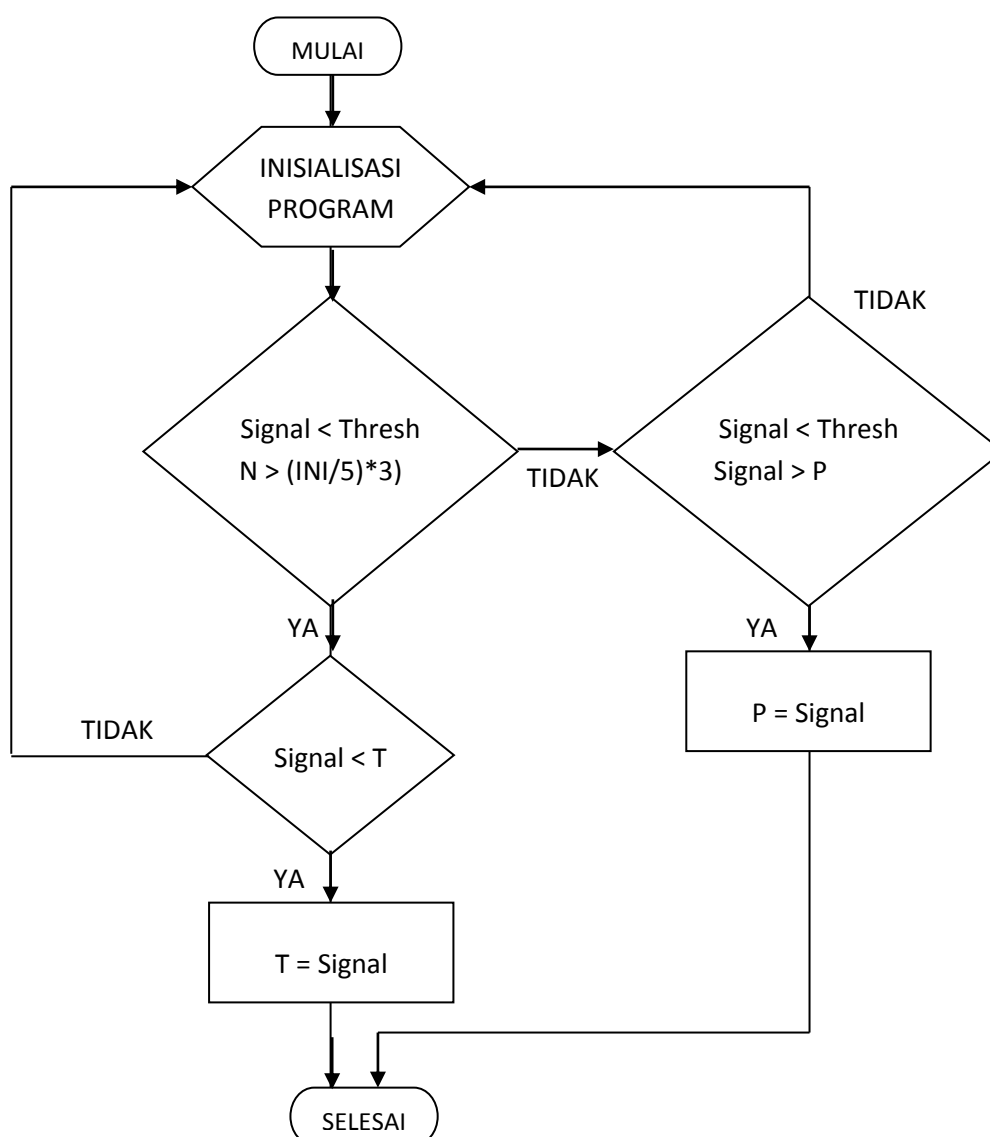 MULAI
INISIALISASI
PROGRAM
TIDAK
Signal < Thresh
N > (INI/5)*3)
TIDAK
Signal < Thresh
Signal > P
YA
YA
P = Signal
TIDAK
Signal < T
YA
T = Signal
SELESAI